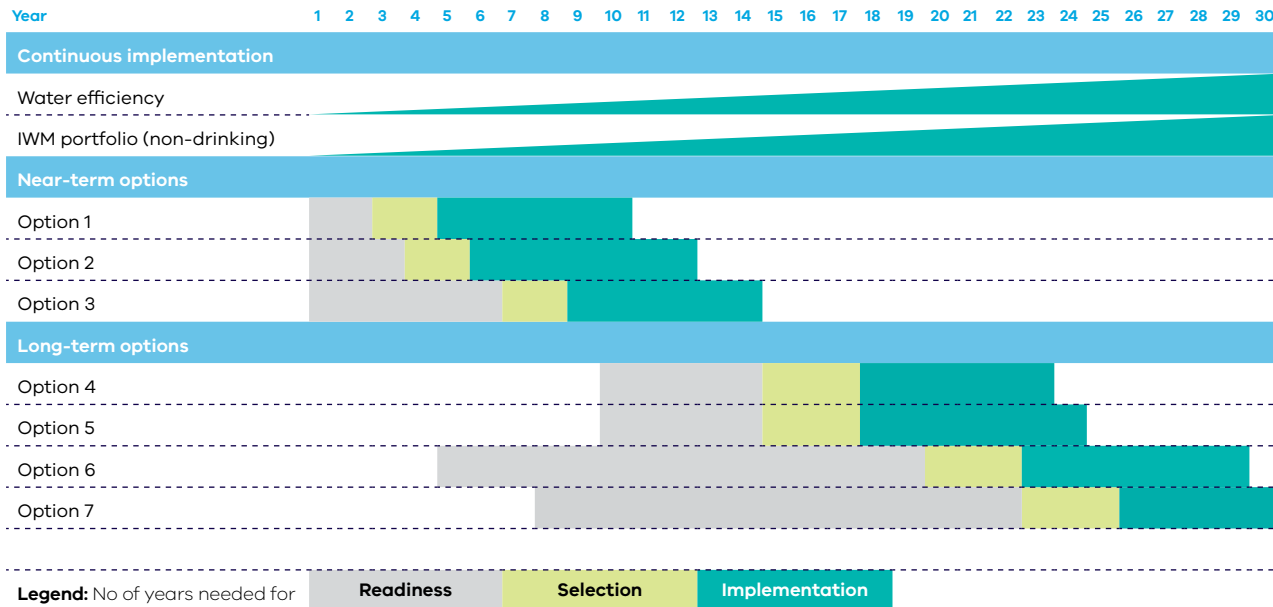 Year 1 2 3 4 5 6 7 8 9 10 11 12 13 14 15 16 17 18 19 20 21 22 23 24 25 26 27 28 29 30
Continuous implementation
Water efficiency
IWM portfolio (non-drinking)
Near-term options
Option 1
Option 2
Option 3
Long-term options
Option 4
Option 5
Option 6
Option 7
Legend: No of years needed for Readiness Selection Implementation